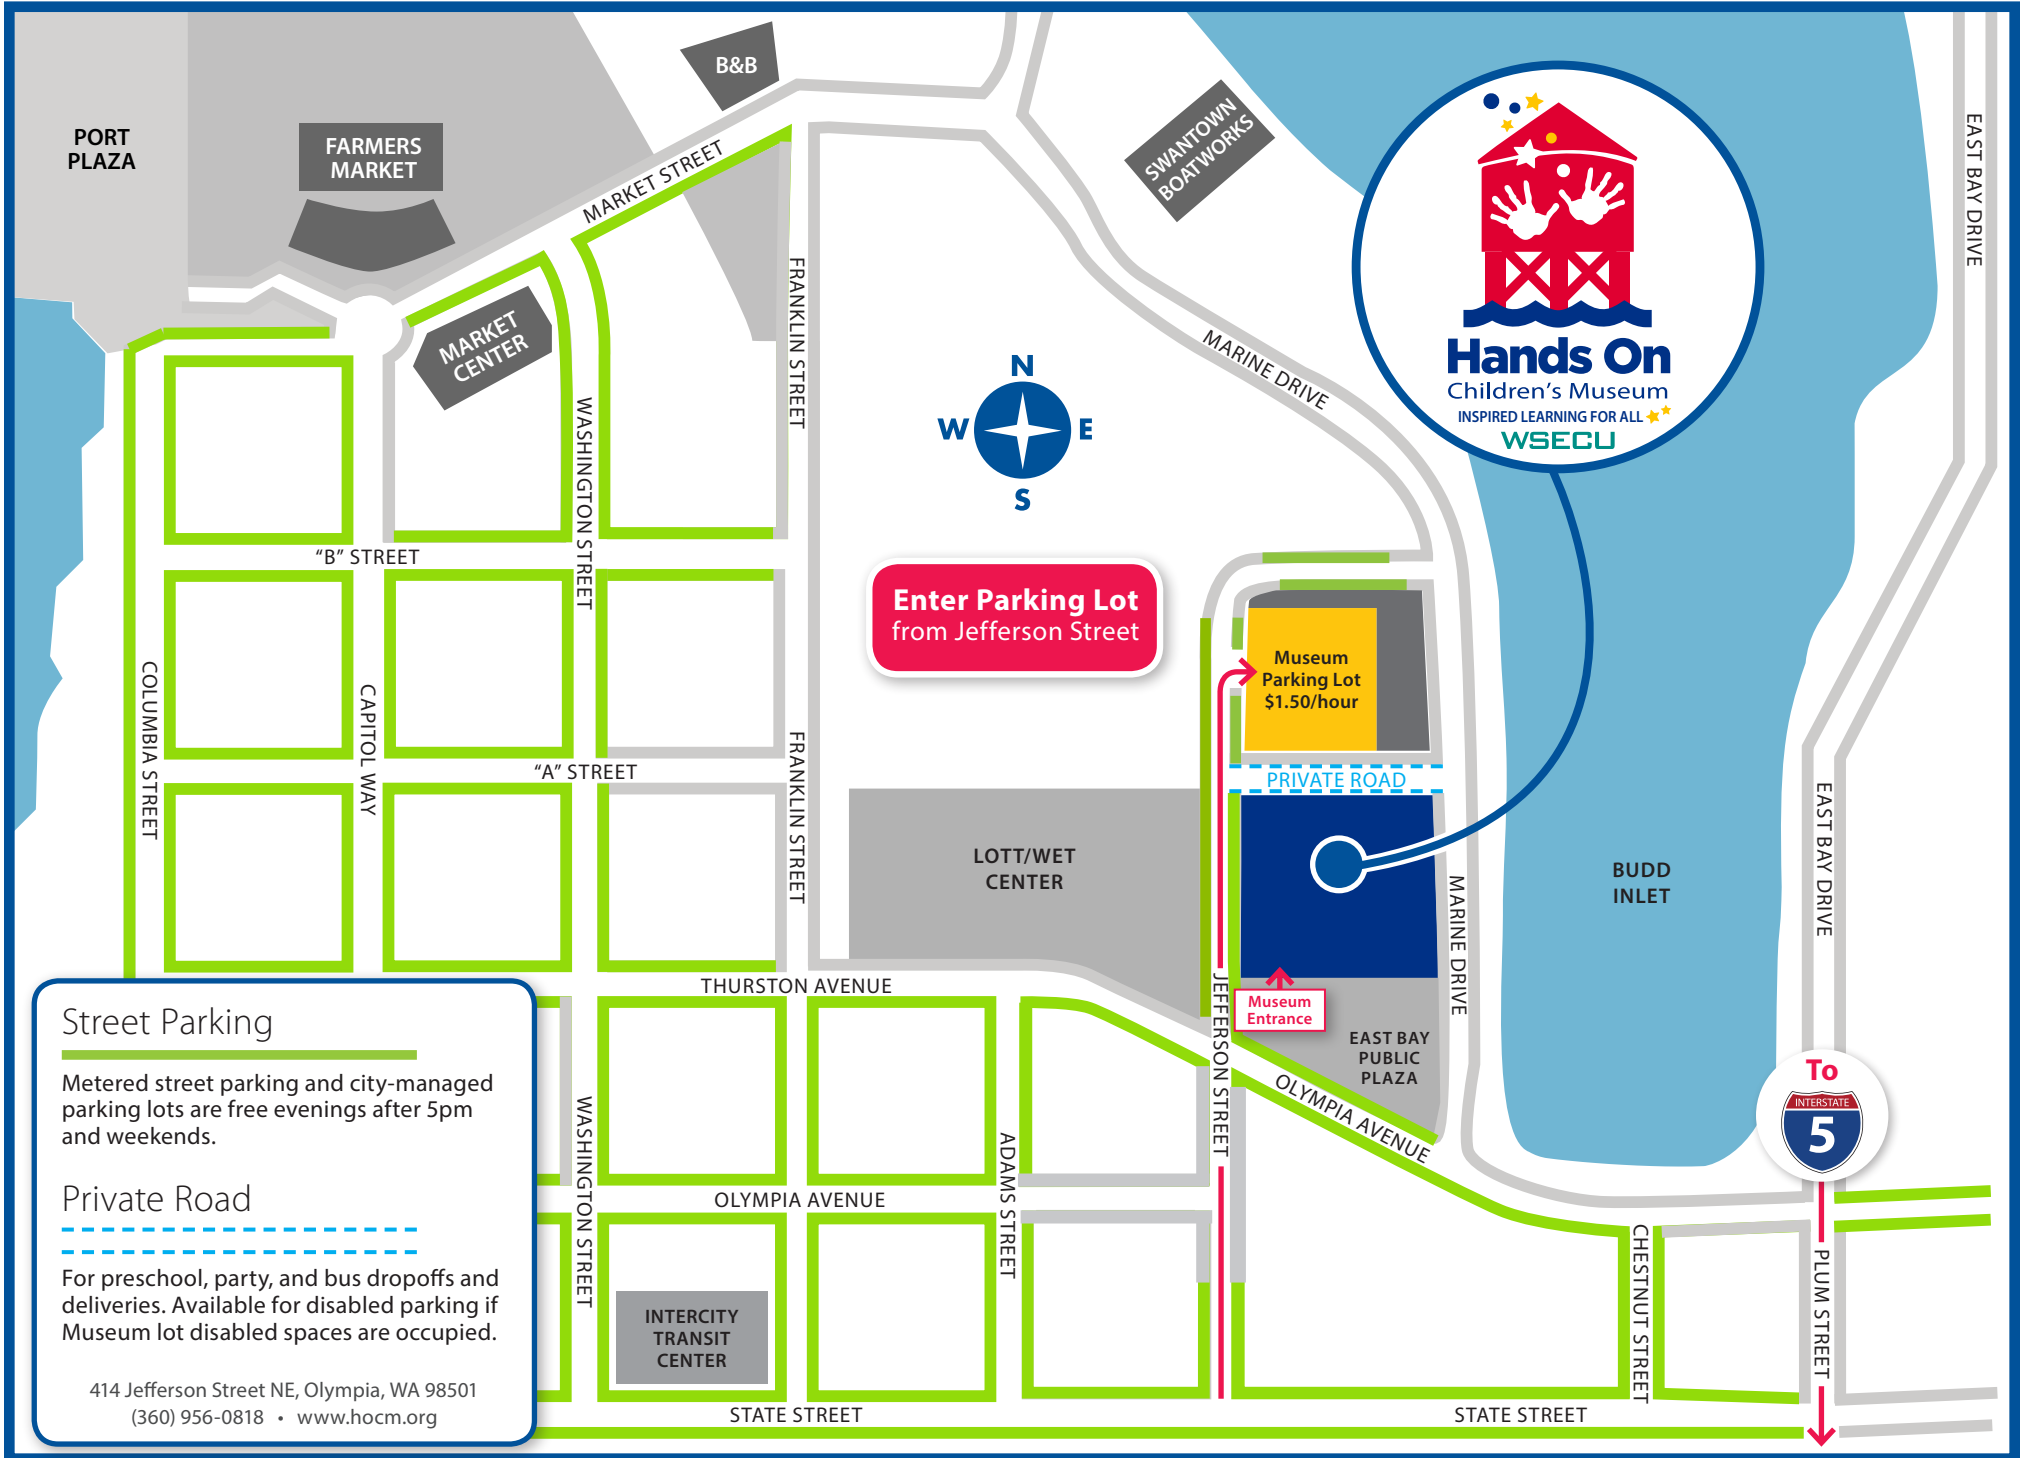 PORT
PLAZA
FARMERS
MARKET
B&B
SWANTOWN
BOATWORKS
MARKET STREET
MARKET
CENTER
EAST BAY DRIVE
Hands On
Children's Museum
INSPIRED LEARNING FOR ALL
WSECU
FRANKLIN STREET
MARINE DRIVE
N
W
E
S
WASHINGTON STREET
"B" STREET
Enter Parking Lot
from Jefferson Street
Museum
Parking Lot
$1.50/hour
COLUMBIA STREET
CAPITOL WAY
"A" STREET
FRANKLIN STREET
PRIVATE ROAD
LOTT/WET
CENTER
BUDD
INLET
EAST BAY DRIVE
MARINE DRIVE
THURSTON AVENUE
JEFFERSON STREET
Museum
Entrance
EAST BAY
PUBLIC
PLAZA
OLYMPIA AVENUE
To
INTERSTATE
5
Street Parking
Metered street parking and city-managed
parking lots are free evenings after 5pm
and weekends.
Private Road
For preschool, party, and bus dropoffs and
deliveries. Available for disabled parking if
Museum lot disabled spaces are occupied.
414 Jefferson Street NE, Olympia, WA 98501
(360) 956-0818 • www.hocm.org
WASHINGTON STREET
ADAMS STREET
OLYMPIA AVENUE
INTERCITY
TRANSIT
CENTER
CHESTNUT STREET
PLUM STREET
STATE STREET
STATE STREET